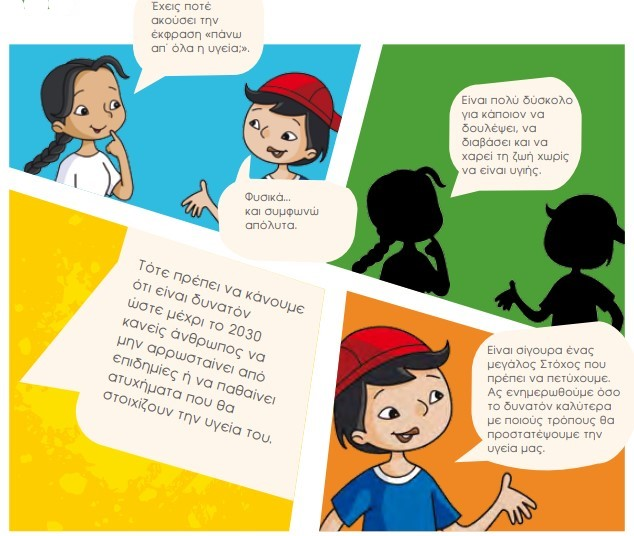 Έχεις ποτέ
ακούσει την
έκφραση «πάνω
απ΄ όλα η υγεία;».
Φυσικά...
και συμφωνώ
απόλυτα.
Είναι πολύ δύσκολο
για κάποιον να
δουλέψει, να
διαβάσει και να
χαρεί τη ζωή χωρίς
να είναι υγιής.
Τότε πρέπει να κάνουμε
ότι είναι δυνατόν
ώστε μέχρι το 2030
κανείς άνθρωπος να
μην αρρωσταίνει από
επιδημίες ή να παθαίνει
ατυχήματα που θα
στοιχίζουν την υγεία του.
Είναι σίγουρα ένας
μεγάλος Στόχος που
πρέπει να πετύχουμε.
Ας ενημερωθούμε όσο
το δυνατόν καλύτερα
με ποιούς τρόπους θα
προστατέψουμε την
υγεία μας.